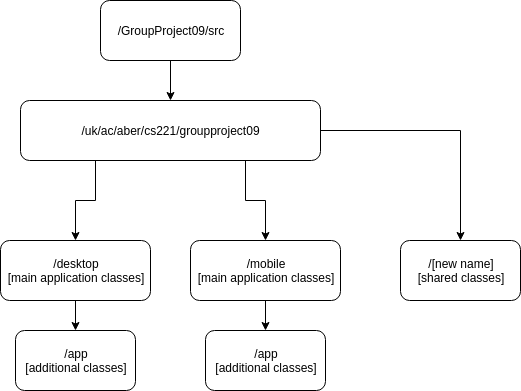 /GroupProject09/src
/uk/ac/aber/cs221/groupproject09
/desktop
[main application classes]
/mobile
[main application classes]
/[new name]
[shared classes]
/app
[additional classes]
/app
[additional classes]